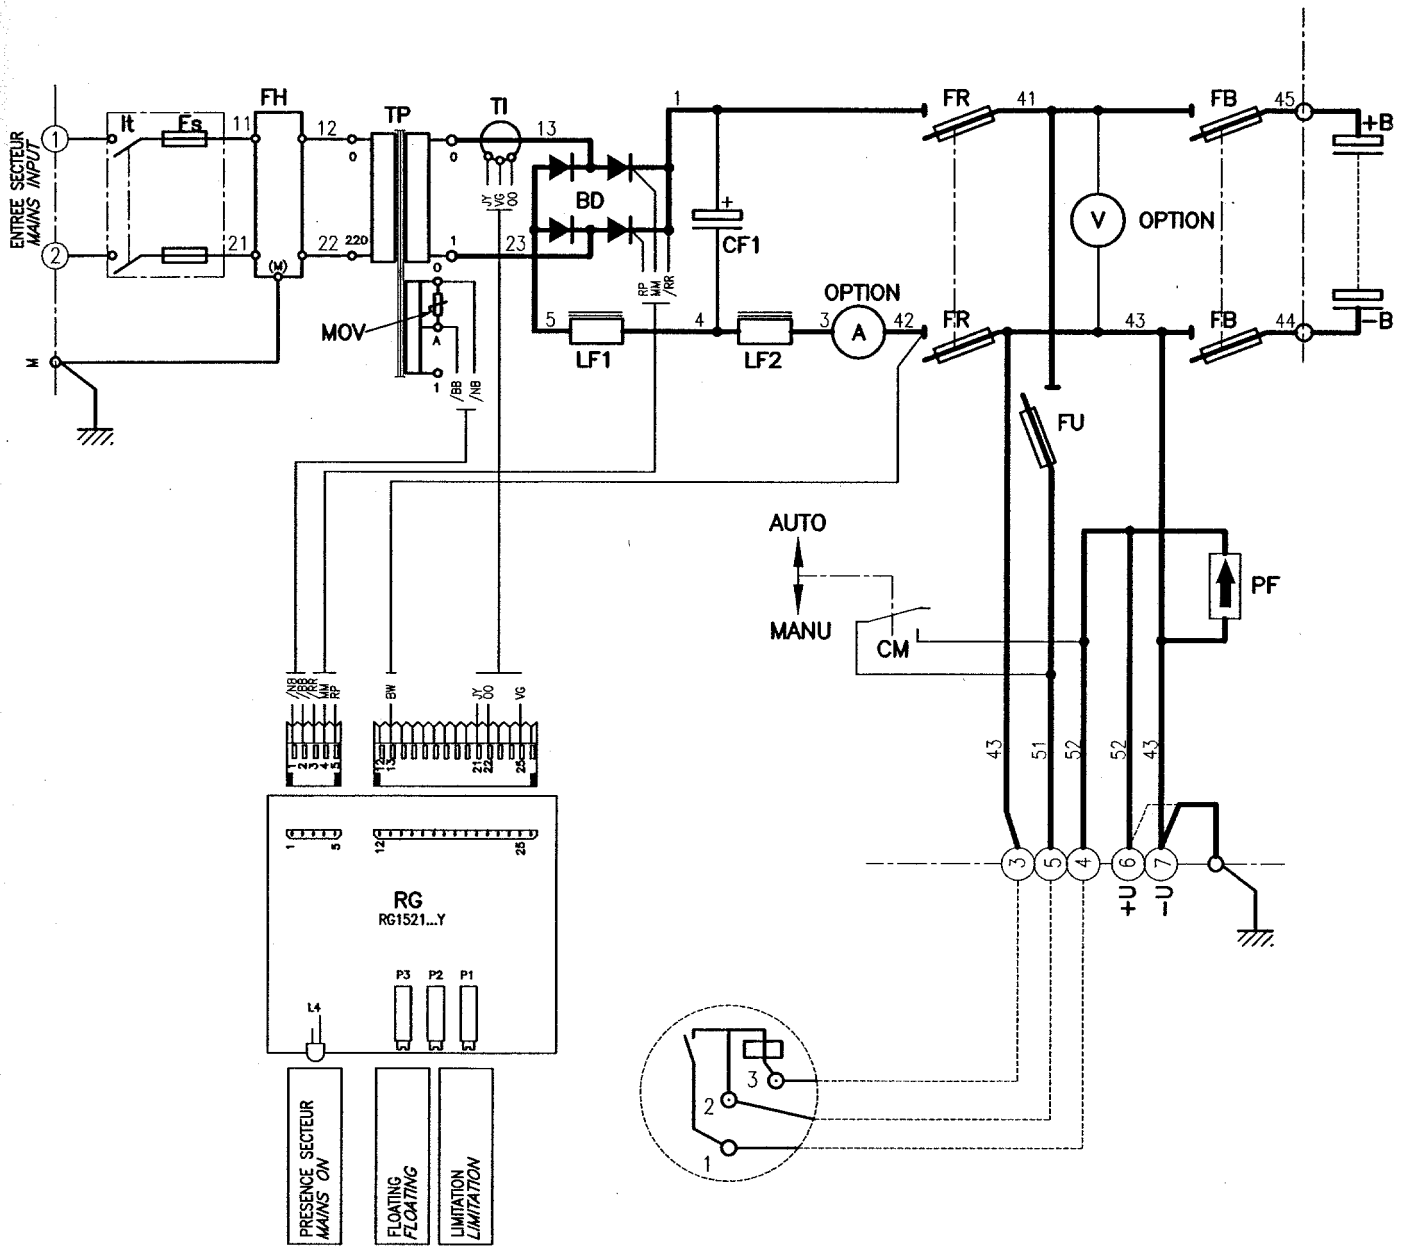 ENTREE SECTEUR
MAINS INPUT
1
2
M
It
Fs
11
21
FH
(M)
12
22
0
220
TP
0
1
TI
13
23
JY
VG
OO
BD
RP
MM
/RR
1
CF1
+
5
LF1
4
LF2
3
OPTION
A
42
FR
FR
41
43
V
OPTION
FB
FB
45
44
+B
-B
MOV
0
A
1
/BB
/NB
FU
AUTO
MANU
CM
PF
43
51
52
52
43
3
5
4
6
7
+U
-U
/NB
/BB
/RR
MM
RP
BW
JY
OO
VG
1
2
3
4
5
12
13
21
22
25
1
5
12
25
RG
RG1521...Y
P3
P2
P1
L4
PRESENCE SECTEUR
MAINS ON
FLOATING
FLOATING
LIMITATION
LIMITATION
3
2
1